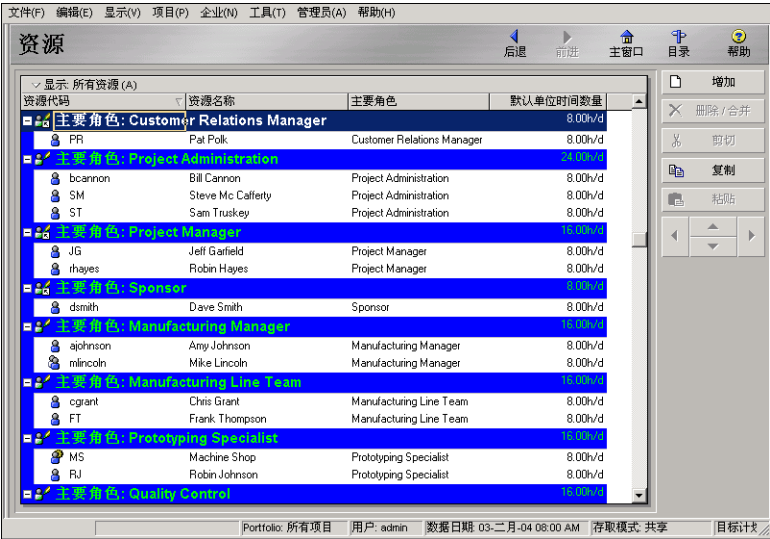 文件(F) 编辑(E) 显示(V) 项目(P) 企业(N) 工具(T) 管理员(A) 帮助(H)
资源 后退 前进 主窗口 目录 帮助
显示: 所有资源 (A)
资源代码 资源名称 主要角色 默认单位时间数量
主要角色: Customer Relations Manager 8.00h/d
PR Pat Polk Customer Relations Manager 8.00h/d
主要角色: Project Administration 24.00h/d
bcannon Bill Cannon Project Administration 8.00h/d
SM Steve Mc Cafferty Project Administration 8.00h/d
ST Sam Truskey Project Administration 8.00h/d
主要角色: Project Manager 16.00h/d
JG Jeff Garfield Project Manager 8.00h/d
rhayes Robin Hayes Project Manager 8.00h/d
主要角色: Sponsor 8.00h/d
dsmith Dave Smith Sponsor 8.00h/d
主要角色: Manufacturing Manager 16.00h/d
ajohnson Amy Johnson Manufacturing Manager 8.00h/d
mlincoln Mike Lincoln Manufacturing Manager 8.00h/d
主要角色: Manufacturing Line Team 16.00h/d
cgrant Chris Grant Manufacturing Line Team 8.00h/d
FT Frank Thompson Manufacturing Line Team 8.00h/d
主要角色: Prototyping Specialist 16.00h/d
MS Machine Shop Prototyping Specialist 8.00h/d
RJ Robin Johnson Prototyping Specialist 8.00h/d
主要角色: Quality Control 16.00h/d
增加
删除/合并
剪切
复制
粘贴
Portfolio: 所有项目 用户: admin 数据日期: 03-二月-04 08:00 AM 存取模式: 共享 目标计划